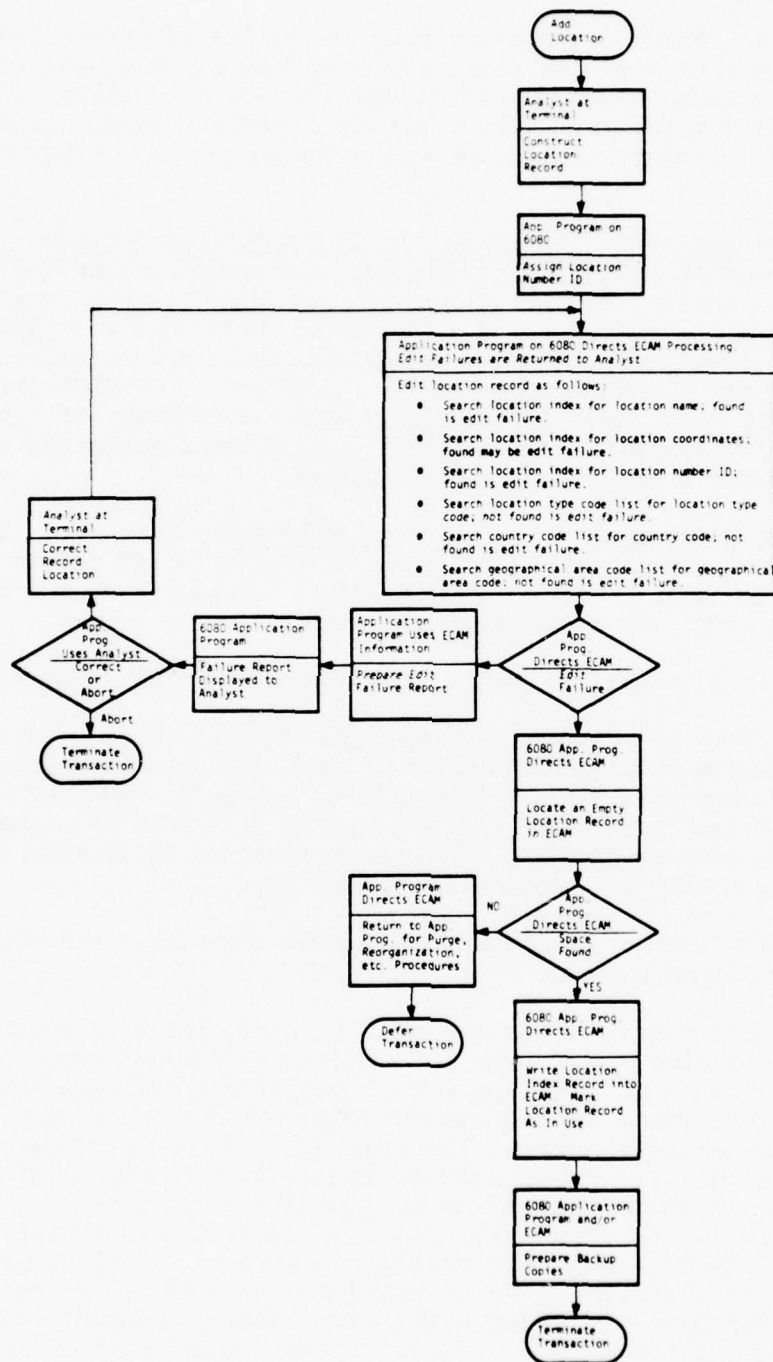 Add
Location
Analyst at
Terminal
Construct
Location
Record
App. Program on
6080
Assign Location
Number ID
Application Program on 6080 Directs ECAM Processing.
Edit Failures are Returned to Analyst
Edit location record as follows:
• Search location index for location name; found
is edit failure.
• Search location index for location coordinates;
found may be edit failure.
• Search location index for location number ID;
found is edit failure.
• Search location type code list for location type
code; not found is edit failure.
• Search country code list for country code; not
found is edit failure.
• Search geographical area code list for geographical
area code; not found is edit failure.
Analyst at
Terminal
Correct
Record
Location
App.
Prog
Uses Analyst
Correct
or
Abort
Abort
Terminate
Transaction
6080 Application
Program
Failure Report
Displayed to
Analyst
Application
Program Uses ECAM
Information
Prepare Edit
Failure Report
App.
Prog.
Directs ECAM
Edit
Failure
6080 App. Prog.
Directs ECAM
Locate an Empty
Location Record
in ECAM
App. Program
Directs ECAM
Return to App.
Prog. for Purge,
Reorganization,
etc. Procedures
NO
App.
Prog.
Directs ECAM
Space
Found
YES
Defer
Transaction
6080 App. Prog.
Directs ECAM
Write Location
Index Record into
ECAM. Mark
Location Record
As In Use
6080 Application
Program and/or
ECAM
Prepare Backup
Copies
Terminate
Transaction